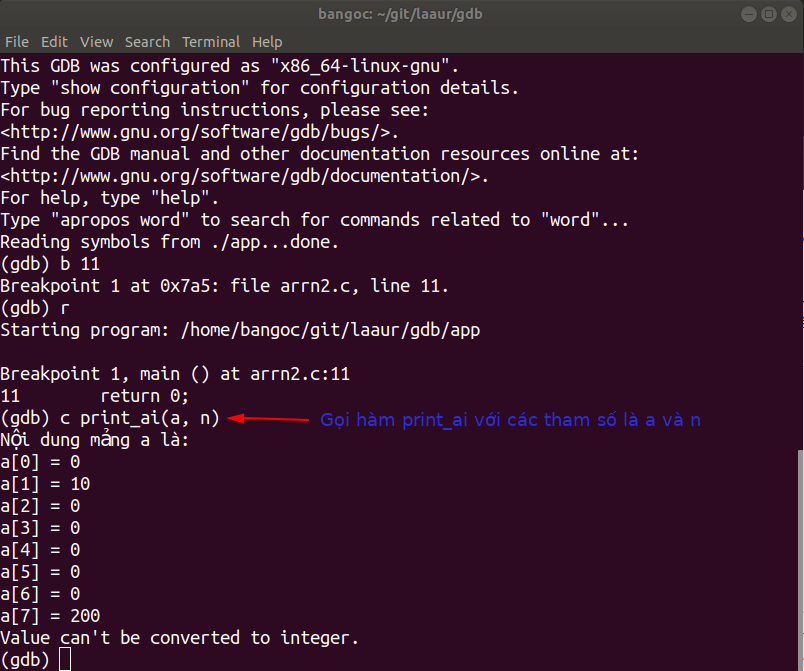 bangoc: ~/git/laaur/gdb
File Edit View Search Terminal Help
This GDB was configured as "x86_64-linux-gnu".
Type "show configuration" for configuration details.
For bug reporting instructions, please see:
<http://www.gnu.org/software/gdb/bugs/>.
Find the GDB manual and other documentation resources online at:
<http://www.gnu.org/software/gdb/documentation/>.
For help, type "help".
Type "apropos word" to search for commands related to "word"...
Reading symbols from ./app...done.
(gdb) b 11
Breakpoint 1 at 0x7a5: file arrn2.c, line 11.
(gdb) r
Starting program: /home/bangoc/git/laaur/gdb/app
Breakpoint 1, main () at arrn2.c:11
11 return 0;
(gdb) c print_ai(a, n) Gọi hàm print_ai với các tham số là a và n
Nội dung mảng a là:
a[0] = 0
a[1] = 10
a[2] = 0
a[3] = 0
a[4] = 0
a[5] = 0
a[6] = 0
a[7] = 200
Value can't be converted to integer.
(gdb)